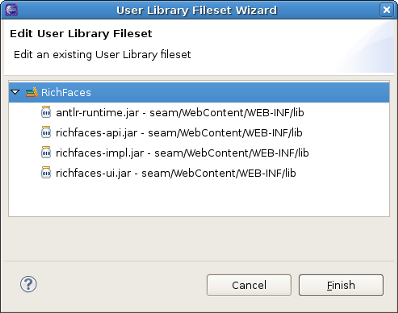 User Library Fileset Wizard
Edit User Library Fileset
Edit an existing User Library fileset
RichFaces
antlr-runtime.jar - seam/WebContent/WEB-INF/lib
richfaces-api.jar - seam/WebContent/WEB-INF/lib
richfaces-impl.jar - seam/WebContent/WEB-INF/lib
richfaces-ui.jar - seam/WebContent/WEB-INF/lib
? Cancel Finish